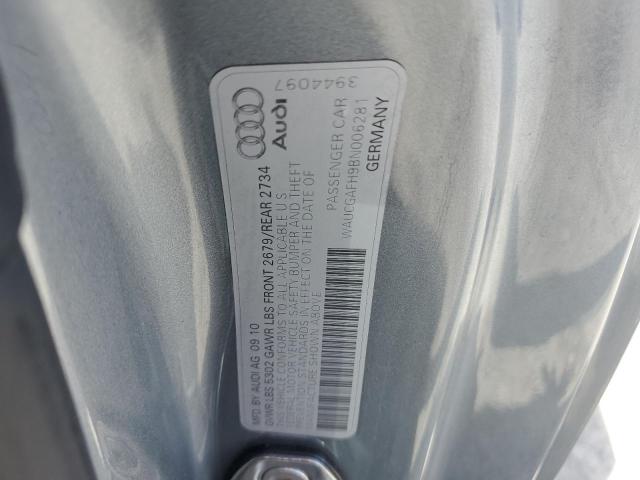 MFD. BY AUDI AG 09.10
GVWR LBS 5302 GAWR LBS FRONT 2679/REAR 2734
THIS VEHICLE CONFORMS TO ALL APPLICABLE U.S.
FEDERAL MOTOR VEHICLE SAFETY, BUMPER AND THEFT
PREVENTION STANDARDS IN EFFECT ON THE DATE OF
MANUFACTURE SHOWN ABOVE.
PASSENGER CAR
WAUCGAFH9BN006281
GERMANY
Audi
3944097